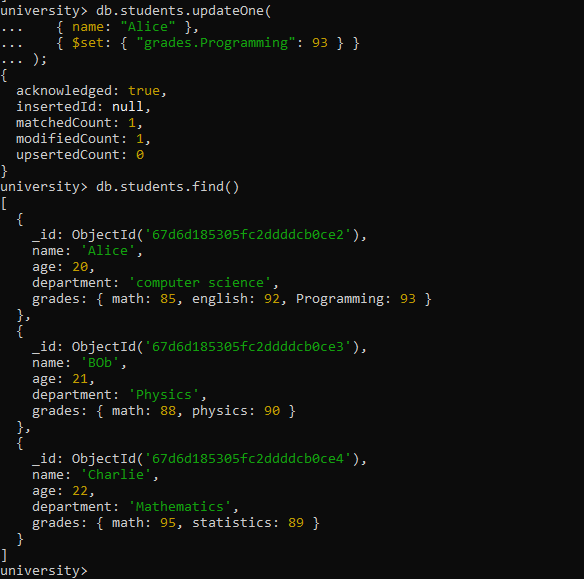 university> db.students.updateOne(
...     { name: "Alice" },
...     { $set: { "grades.Programming": 93 } }
... );
{
  acknowledged: true,
  insertedId: null,
  matchedCount: 1,
  modifiedCount: 1,
  upsertedCount: 0
}
university> db.students.find()
[
  {
    _id: ObjectId('67d6d185305fc2ddddcb0ce2'),
    name: 'Alice',
    age: 20,
    department: 'computer science',
    grades: { math: 85, english: 92, Programming: 93 }
  },
  {
    _id: ObjectId('67d6d185305fc2ddddcb0ce3'),
    name: 'BOb',
    age: 21,
    department: 'Physics',
    grades: { math: 88, physics: 90 }
  },
  {
    _id: ObjectId('67d6d185305fc2ddddcb0ce4'),
    name: 'Charlie',
    age: 22,
    department: 'Mathematics',
    grades: { math: 95, statistics: 89 }
  }
]
university>